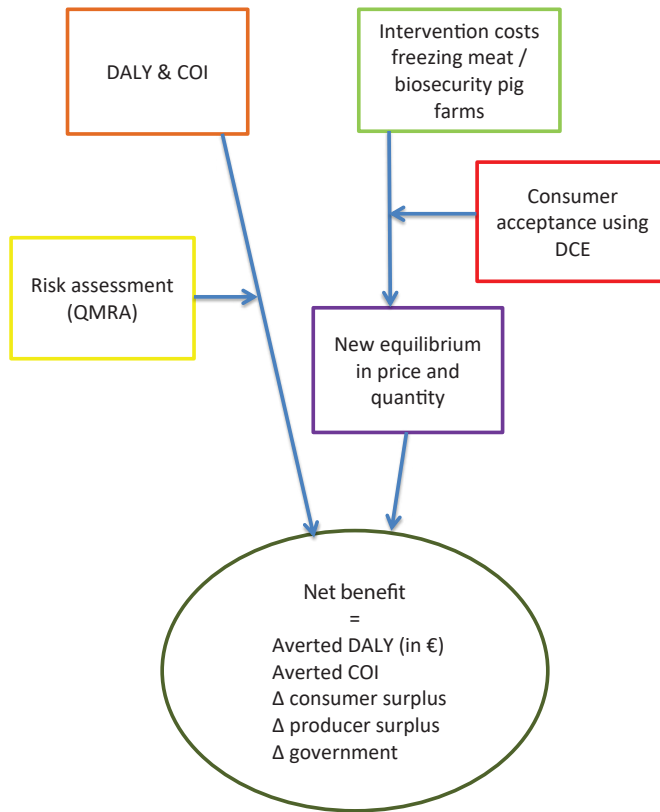 DALY & COI
Intervention costs
freezing meat /
biosecurity pig
farms
Consumer
acceptance using
DCE
Risk assessment
(QMRA)
New equilibrium
in price and
quantity
Net benefit
=
Averted DALY (in €)
Averted COI
Δ consumer surplus
Δ producer surplus
Δ government